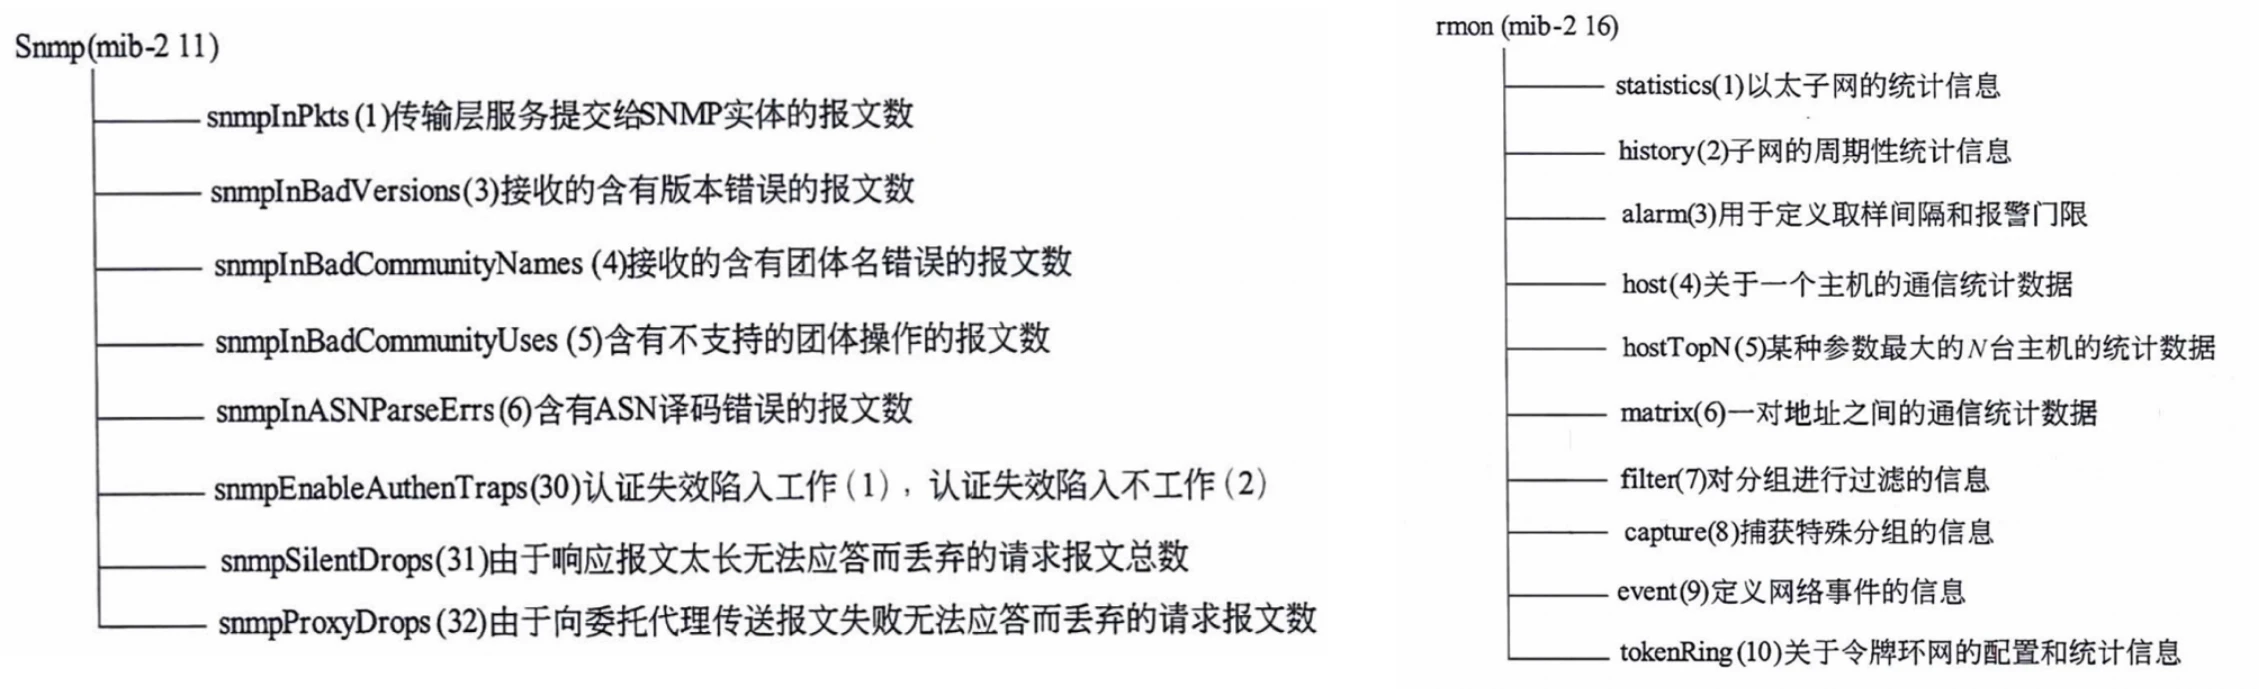 Snmp(mib-2 11)
snmpInPkts (1)传输层服务提交给SNMP实体的报文数
snmpInBadVersions(3)接收的含有版本错误的报文数
snmpInBadCommunityNames (4)接收的含有团体名错误的报文数
snmpInBadCommunityUses (5)含有不支持的团体操作的报文数
snmpInASNParseErrs(6)含有ASN译码错误的报文数
snmpEnableAuthenTraps(30)认证失效陷入工作（1），认证失效陷入不工作（2）
snmpSilentDrops(31)由于响应报文太长无法应答而丢弃的请求报文总数
snmpProxyDrops (32)由于向委托代理传送报文失败无法应答而丢弃的请求报文数
rmon (mib-2 16)
statistics(1)以太子网的统计信息
history(2)子网的周期性统计信息
alarm(3)用于定义取样间隔和报警门限
host(4)关于一个主机的通信统计数据
hostTopN(5)某种参数最大的N台主机的统计数据
matrix(6)一对地址之间的通信统计数据
filter(7)对分组进行过滤的信息
capture(8)捕获特殊分组的信息
event(9)定义网络事件的信息
tokenRing(10)关于令牌环网的配置和统计信息